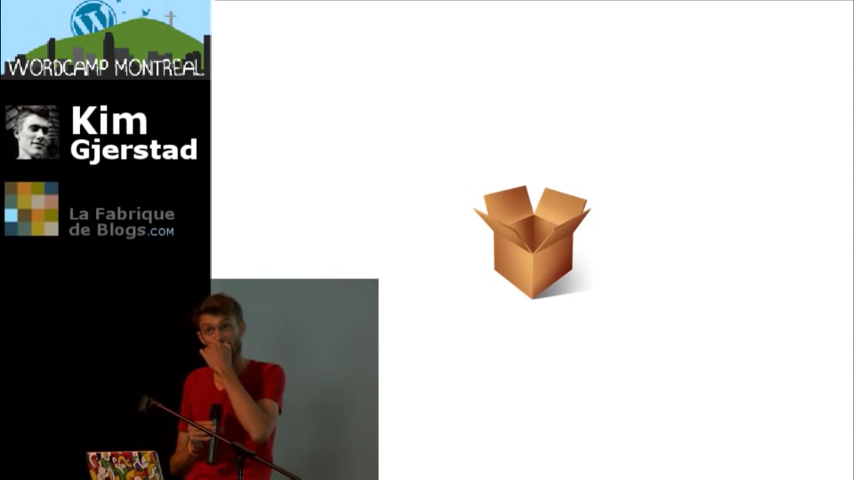 WORDCAMP MONTREAL
Kim
Gjerstad
La Fabrique
de Blogs.COM